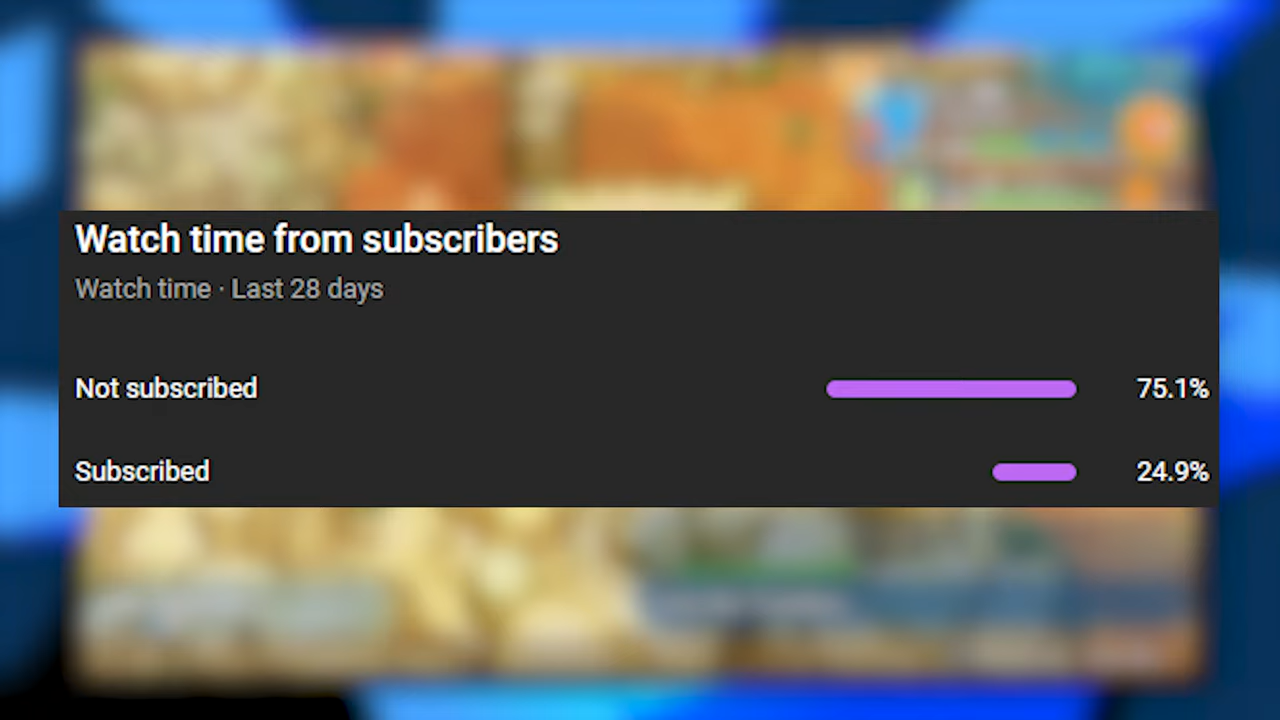 Watch time from subscribers
Watch time · Last 28 days
Not subscribed 75.1%
Subscribed 24.9%